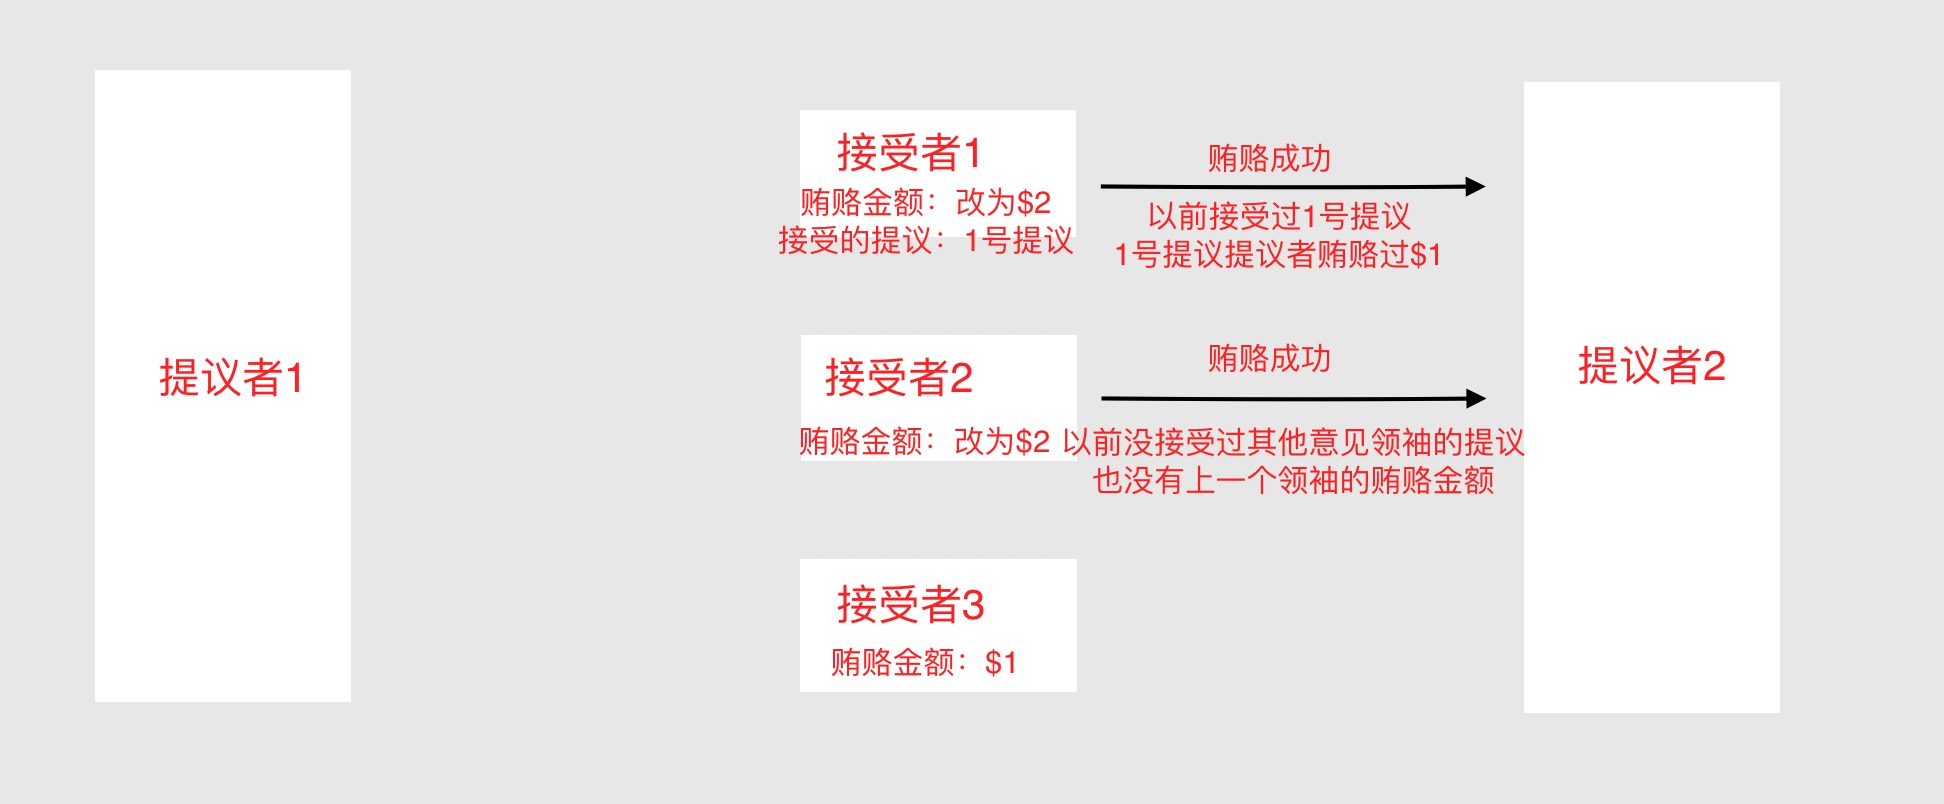 提议者1
接受者1
贿赂金额：改为$2
接受的提议：1号提议
贿赂成功
以前接受过1号提议
1号提议提议者贿赂过$1
接受者2
贿赂金额：改为$2
贿赂成功
以前没接受过其他意见领袖的提议
也没有上一个领袖的贿赂金额
接受者3
贿赂金额：$1
提议者2